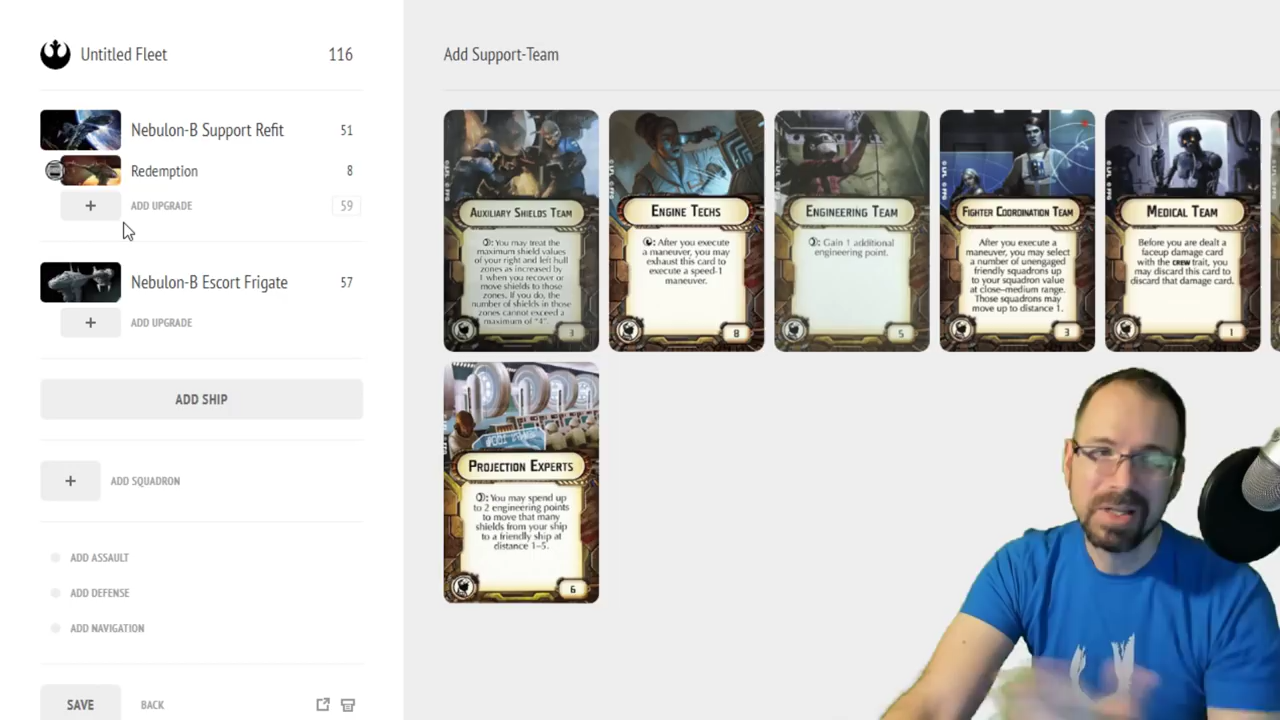 Untitled Fleet 116
Nebulon-B Support Refit 51
Redemption 8
+ ADD UPGRADE 59
Nebulon-B Escort Frigate 57
+ ADD UPGRADE
ADD SHIP
+ ADD SQUADRON
ADD ASSAULT
ADD DEFENSE
ADD NAVIGATION
SAVE BACK
Add Support-Team
AUXILIARY SHIELDS TEAM
: You may treat the
maximum shield values
of your right and left hull
zones as increased by
1 when you recover or
move shields to those
zones. If you do, the
number of shields in those
zones cannot exceed a
maximum of "4".
3
ENGINE TECHS
: After you execute
a maneuver, you may
exhaust this card to
execute a speed-1
maneuver.
8
ENGINEERING TEAM
: Gain 1 additional
engineering point.
5
FIGHTER COORDINATION TEAM
After you execute a
maneuver, you may select
a number of unengaged
friendly squadrons up
to your squadron value
at close–medium range.
Those squadrons may
move up to distance 1.
3
MEDICAL TEAM
Before you are dealt a
faceup damage card
with the CREW trait, you
may discard this card to
discard that damage card.
1
PROJECTION EXPERTS
: You may spend up
to 2 engineering points
to move that many
shields from your ship
to a friendly ship at
distance 1–5.
6